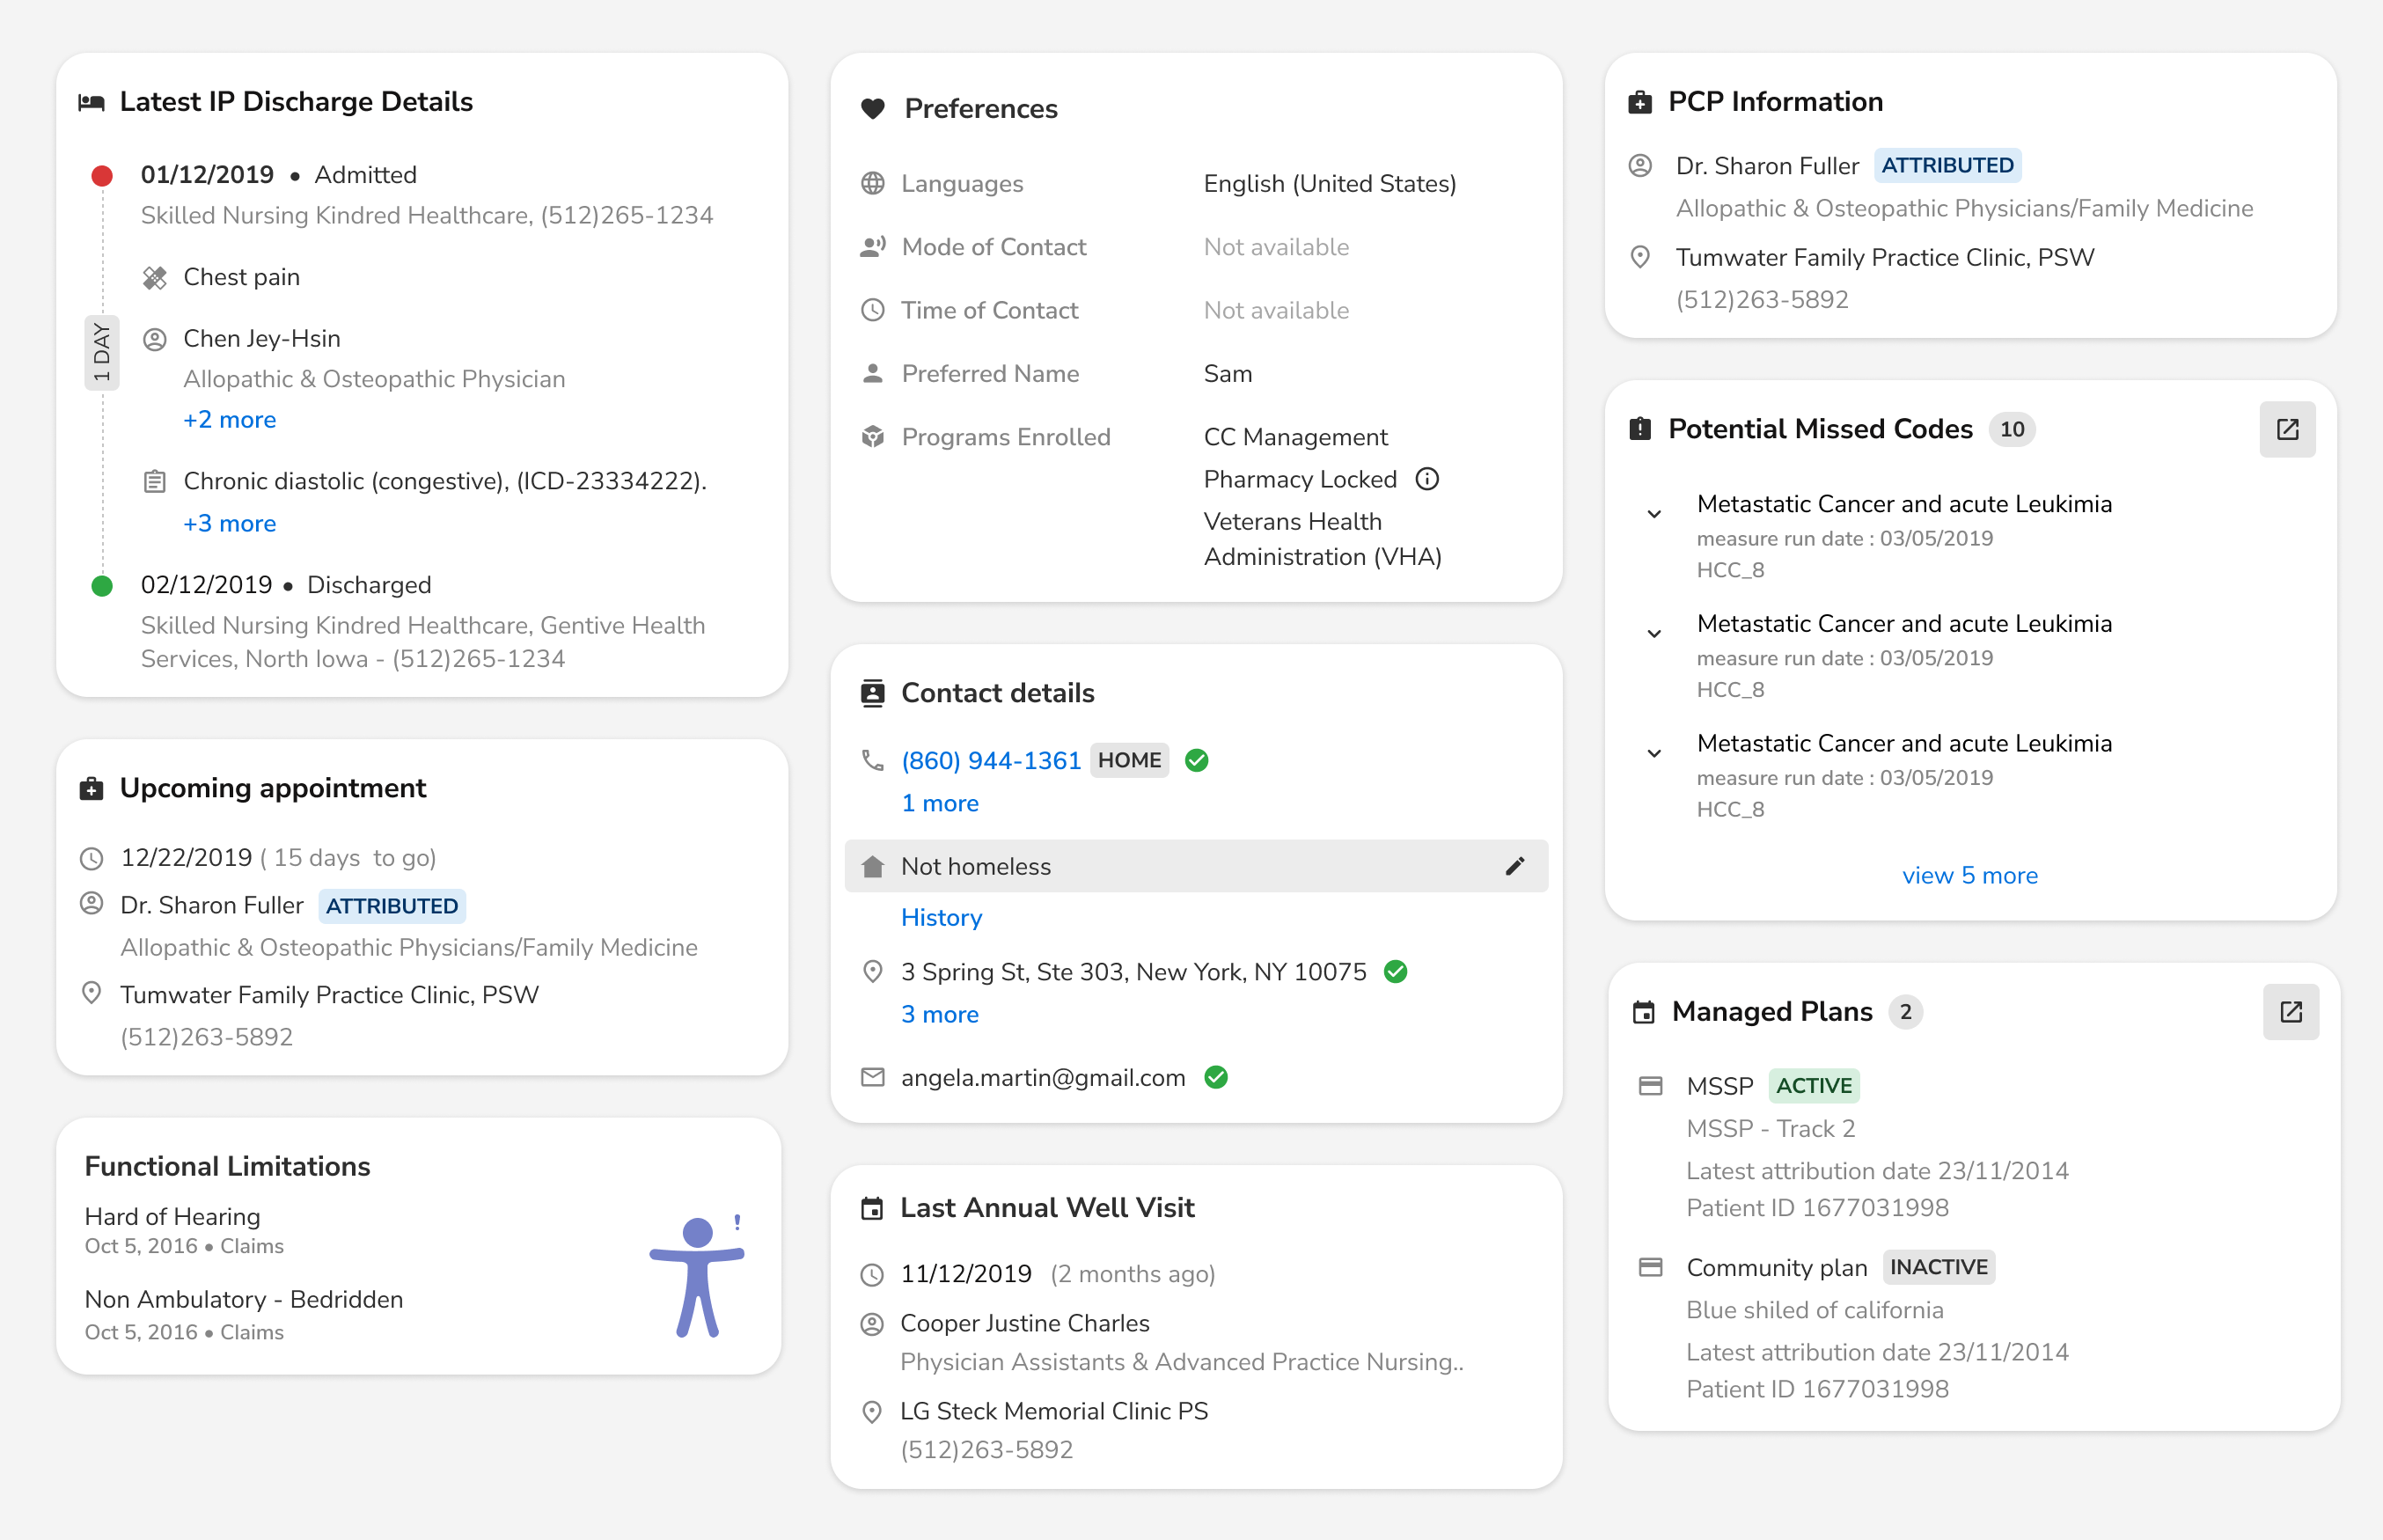 Latest IP Discharge Details
01/12/2019 • Admitted
Skilled Nursing Kindred Healthcare, (512)265-1234
Chest pain
1 DAY
Chen Jey-Hsin
Allopathic & Osteopathic Physician
+2 more
Chronic diastolic (congestive), (ICD-23334222).
+3 more
02/12/2019 • Discharged
Skilled Nursing Kindred Healthcare, Gentive Health
Services, North Iowa - (512)265-1234
Upcoming appointment
12/22/2019 ( 15 days to go)
Dr. Sharon Fuller ATTRIBUTED
Allopathic & Osteopathic Physicians/Family Medicine
Tumwater Family Practice Clinic, PSW
(512)263-5892
Functional Limitations
Hard of Hearing
Oct 5, 2016 • Claims
Non Ambulatory - Bedridden
Oct 5, 2016 • Claims
Preferences
Languages English (United States)
Mode of Contact Not available
Time of Contact Not available
Preferred Name Sam
Programs Enrolled CC Management
Pharmacy Locked
Veterans Health
Administration (VHA)
Contact details
(860) 944-1361 HOME
1 more
Not homeless
History
3 Spring St, Ste 303, New York, NY 10075
3 more
angela.martin@gmail.com
Last Annual Well Visit
11/12/2019 (2 months ago)
Cooper Justine Charles
Physician Assistants & Advanced Practice Nursing..
LG Steck Memorial Clinic PS
(512)263-5892
PCP Information
Dr. Sharon Fuller ATTRIBUTED
Allopathic & Osteopathic Physicians/Family Medicine
Tumwater Family Practice Clinic, PSW
(512)263-5892
Potential Missed Codes 10
Metastatic Cancer and acute Leukimia
measure run date : 03/05/2019
HCC_8
Metastatic Cancer and acute Leukimia
measure run date : 03/05/2019
HCC_8
Metastatic Cancer and acute Leukimia
measure run date : 03/05/2019
HCC_8
view 5 more
Managed Plans 2
MSSP ACTIVE
MSSP - Track 2
Latest attribution date 23/11/2014
Patient ID 1677031998
Community plan INACTIVE
Blue shiled of california
Latest attribution date 23/11/2014
Patient ID 1677031998